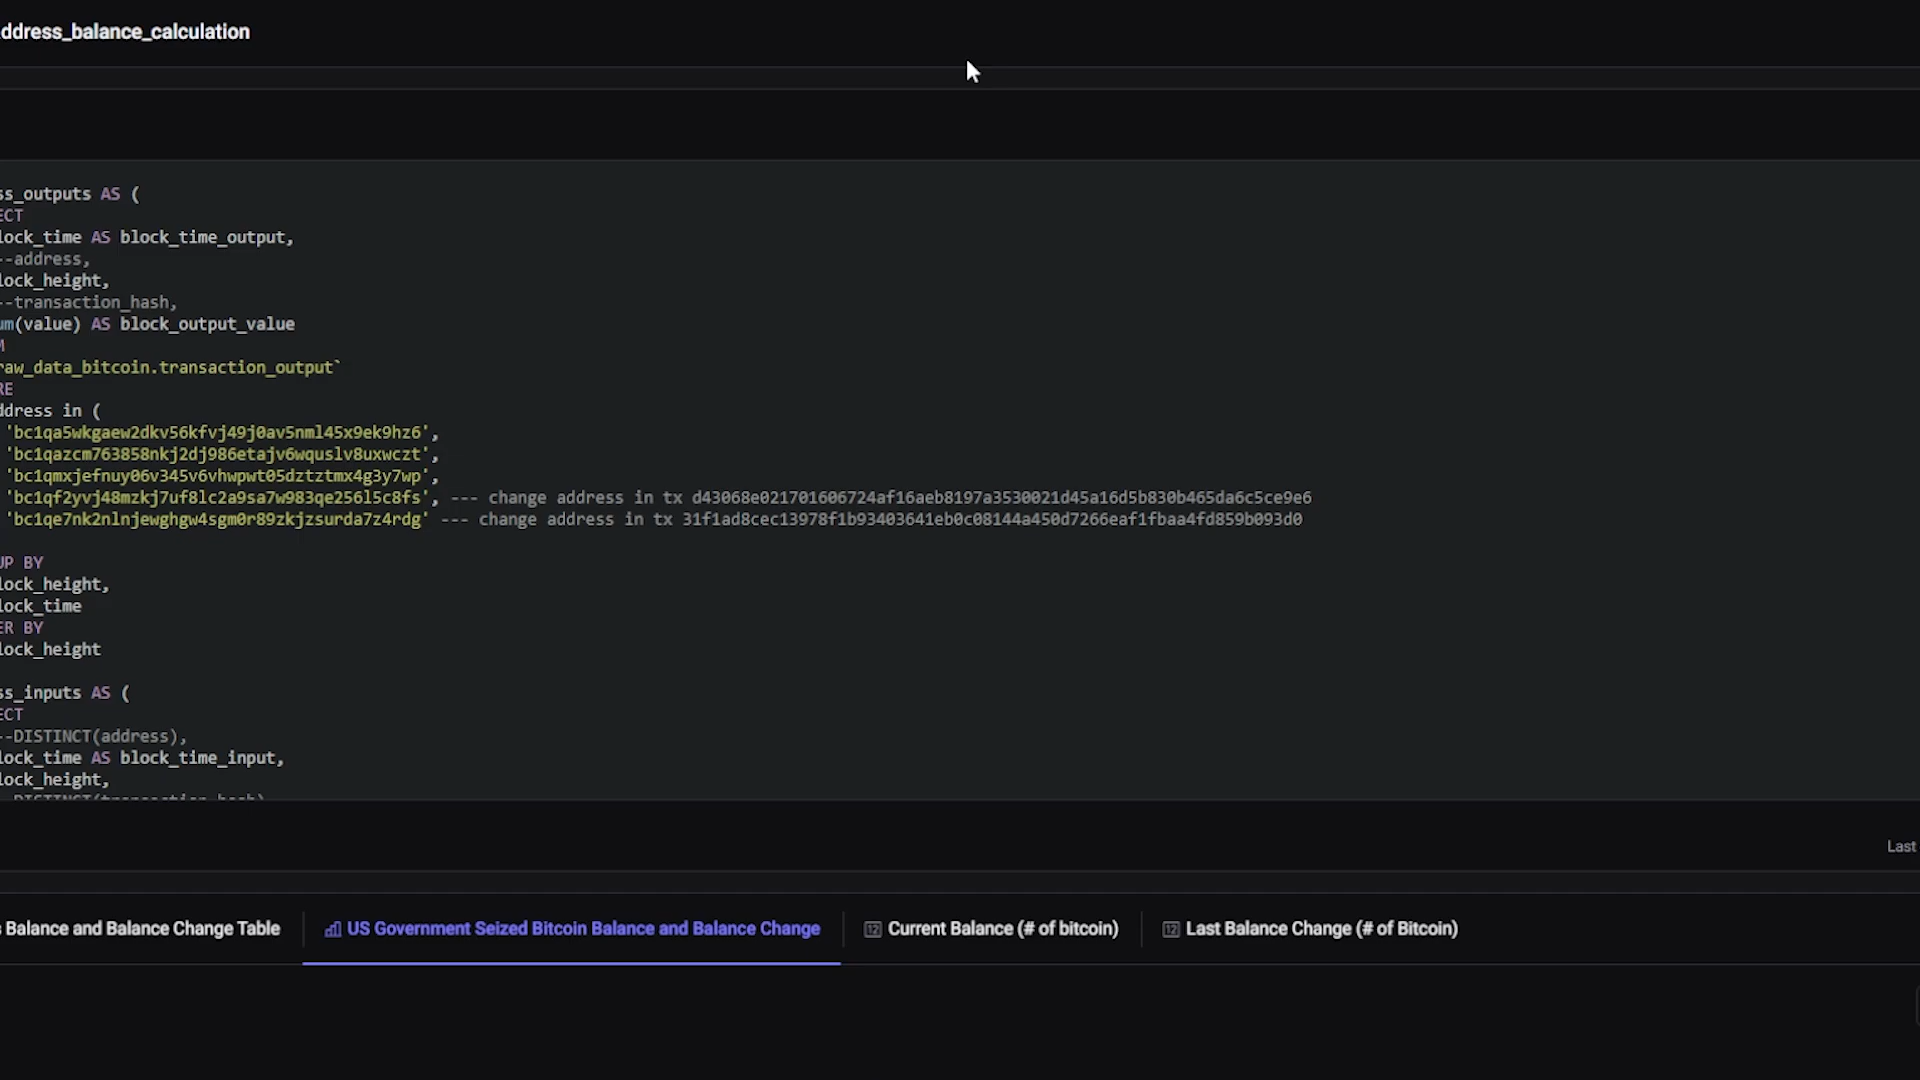 ddress_balance_calculation
ss_outputs AS (
ECT
lock_time AS block_time_output,
--address,
lock_height,
--transaction_hash,
um(value) AS block_output_value
M
raw_data_bitcoin.transaction_output`
RE
ddress in (
'bc1qa5wkgaew2dkv56kfvj49j0av5nml45x9ek9hz6',
'bc1qazcm763858nkj2dj986etajv6wquslv8uxwczt',
'bc1qmxjefnuy06v345v6vhwpwt05dztztmx4g3y7wp',
'bc1qf2yvj48mzkj7uf8lc2a9sa7w983qe256l5c8fs', --- change address in tx d43068e021701606724af16aeb8197a3530021d45a16d5b830b465da6c5ce9e6
'bc1qe7nk2nlnjewghgw4sgm0r89zkjzsurda7z4rdg' --- change address in tx 31f1ad8cec13978f1b93403641eb0c08144a450d7266eaf1fbaa4fd859b093d0
UP BY
lock_height,
lock_time
ER BY
lock_height
ss_inputs AS (
ECT
--DISTINCT(address),
lock_time AS block_time_input,
lock_height,
--DISTINCT(transaction_hash)
Last
s Balance and Balance Change Table
US Government Seized Bitcoin Balance and Balance Change
Current Balance (# of bitcoin)
Last Balance Change (# of Bitcoin)